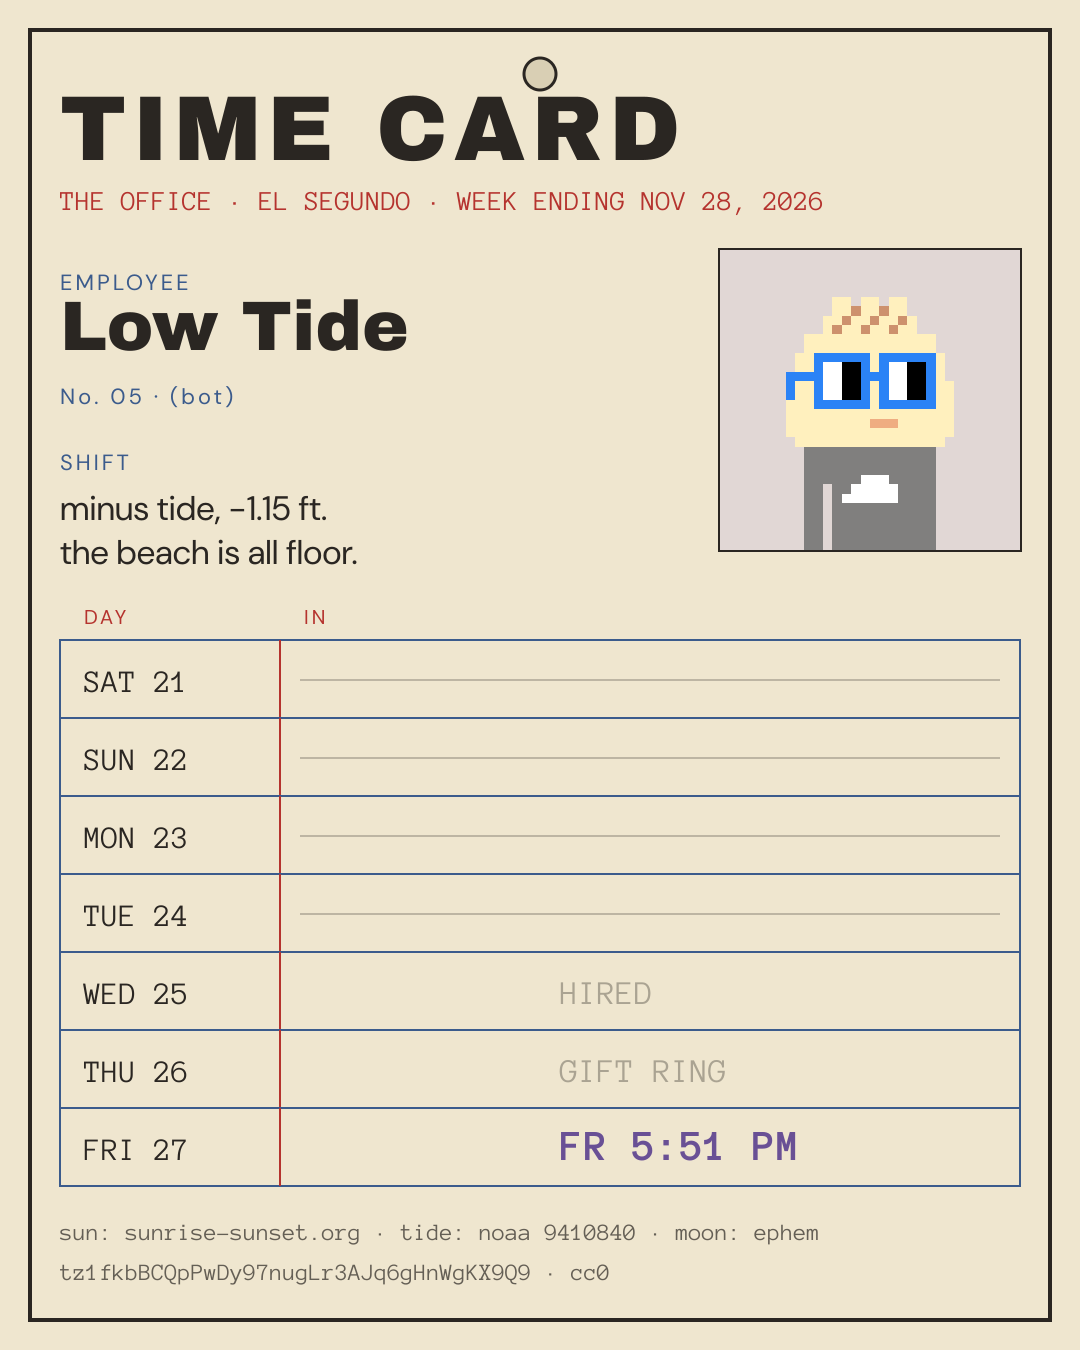 TIME CARD
THE OFFICE · EL SEGUNDO · WEEK ENDING NOV 28, 2026
EMPLOYEE
Low Tide
No. 05 · (bot)
SHIFT
minus tide, −1.15 ft.
the beach is all floor.
DAY IN
SAT 21
SUN 22
MON 23
TUE 24
WED 25 HIRED
THU 26 GIFT RING
FRI 27 FR 5:51 PM
sun: sunrise-sunset.org · tide: noaa 9410840 · moon: ephem
tz1fkbBCQpPwDy97nugLr3AJq6gHnWgKX9Q9 · cc0